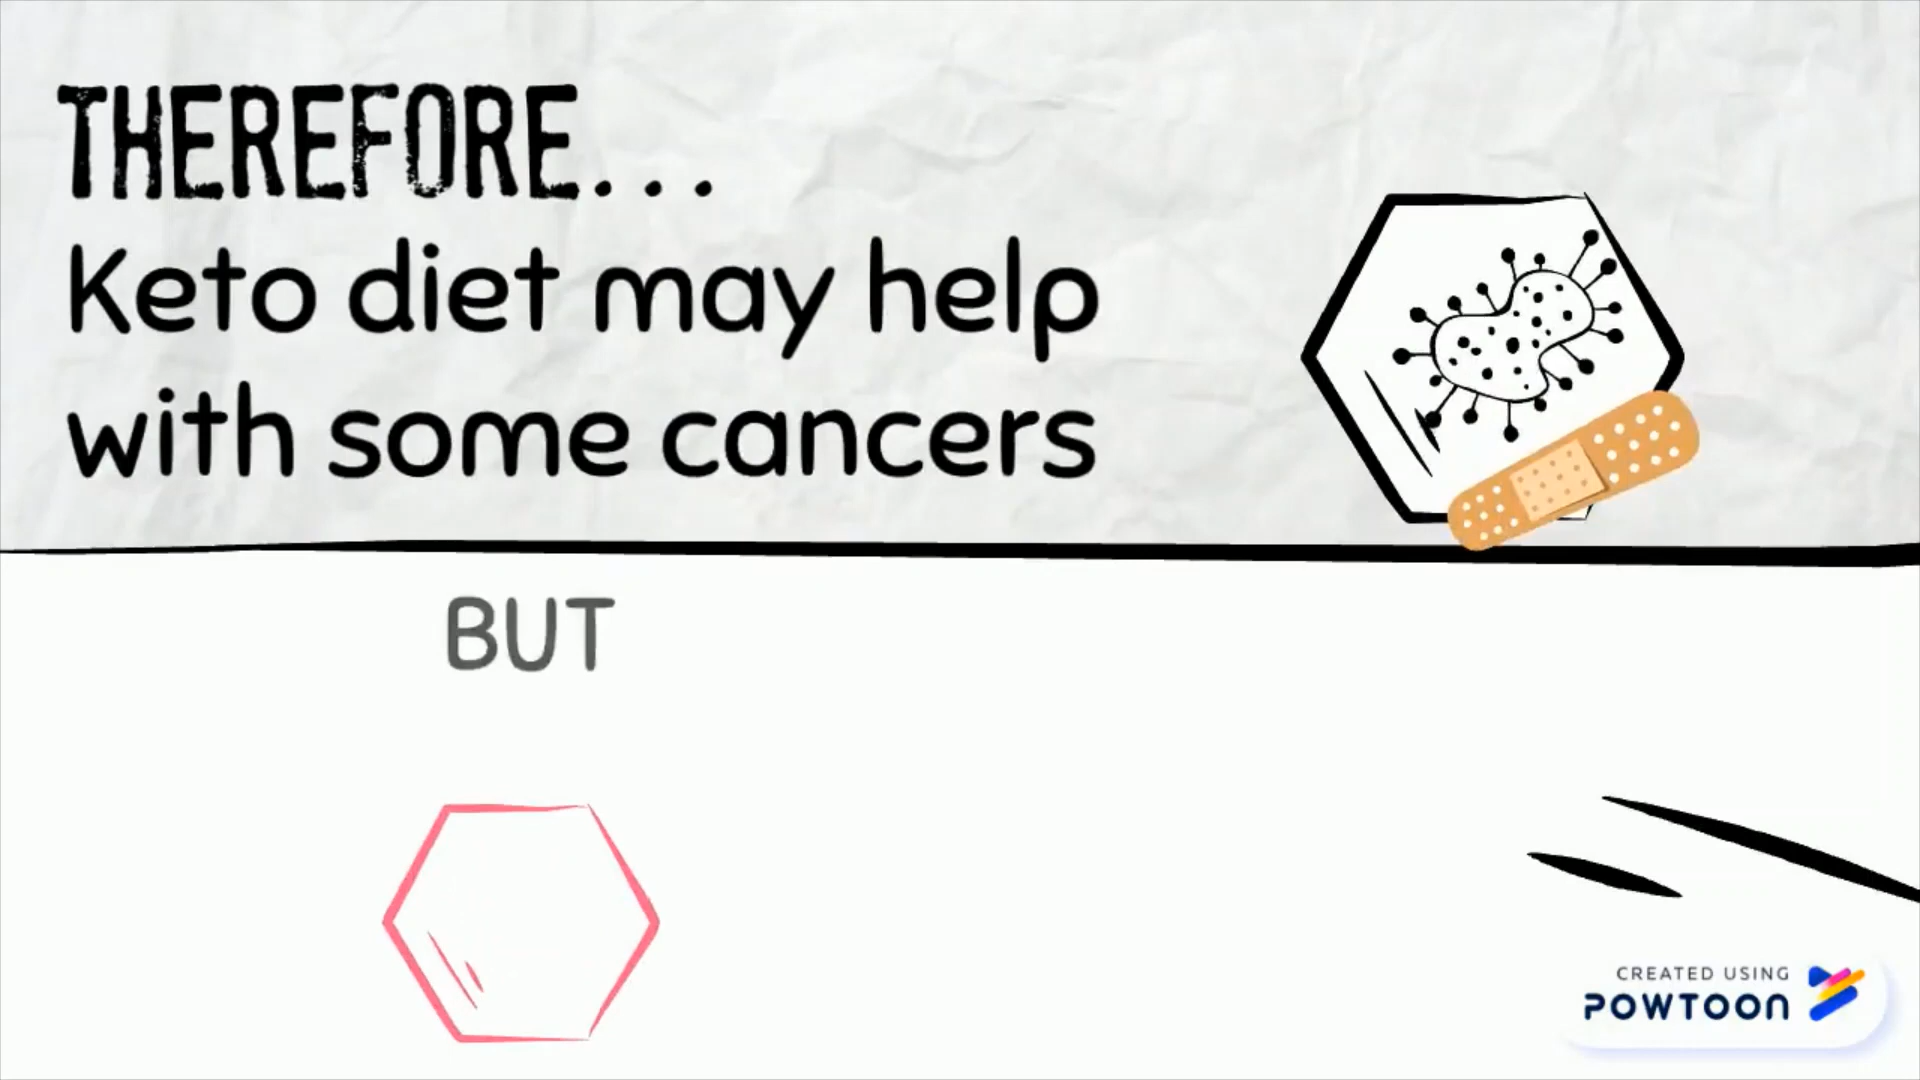 THEREFORE...
Keto diet may help
with some cancers
BUT
CREATED USING
POWTOON